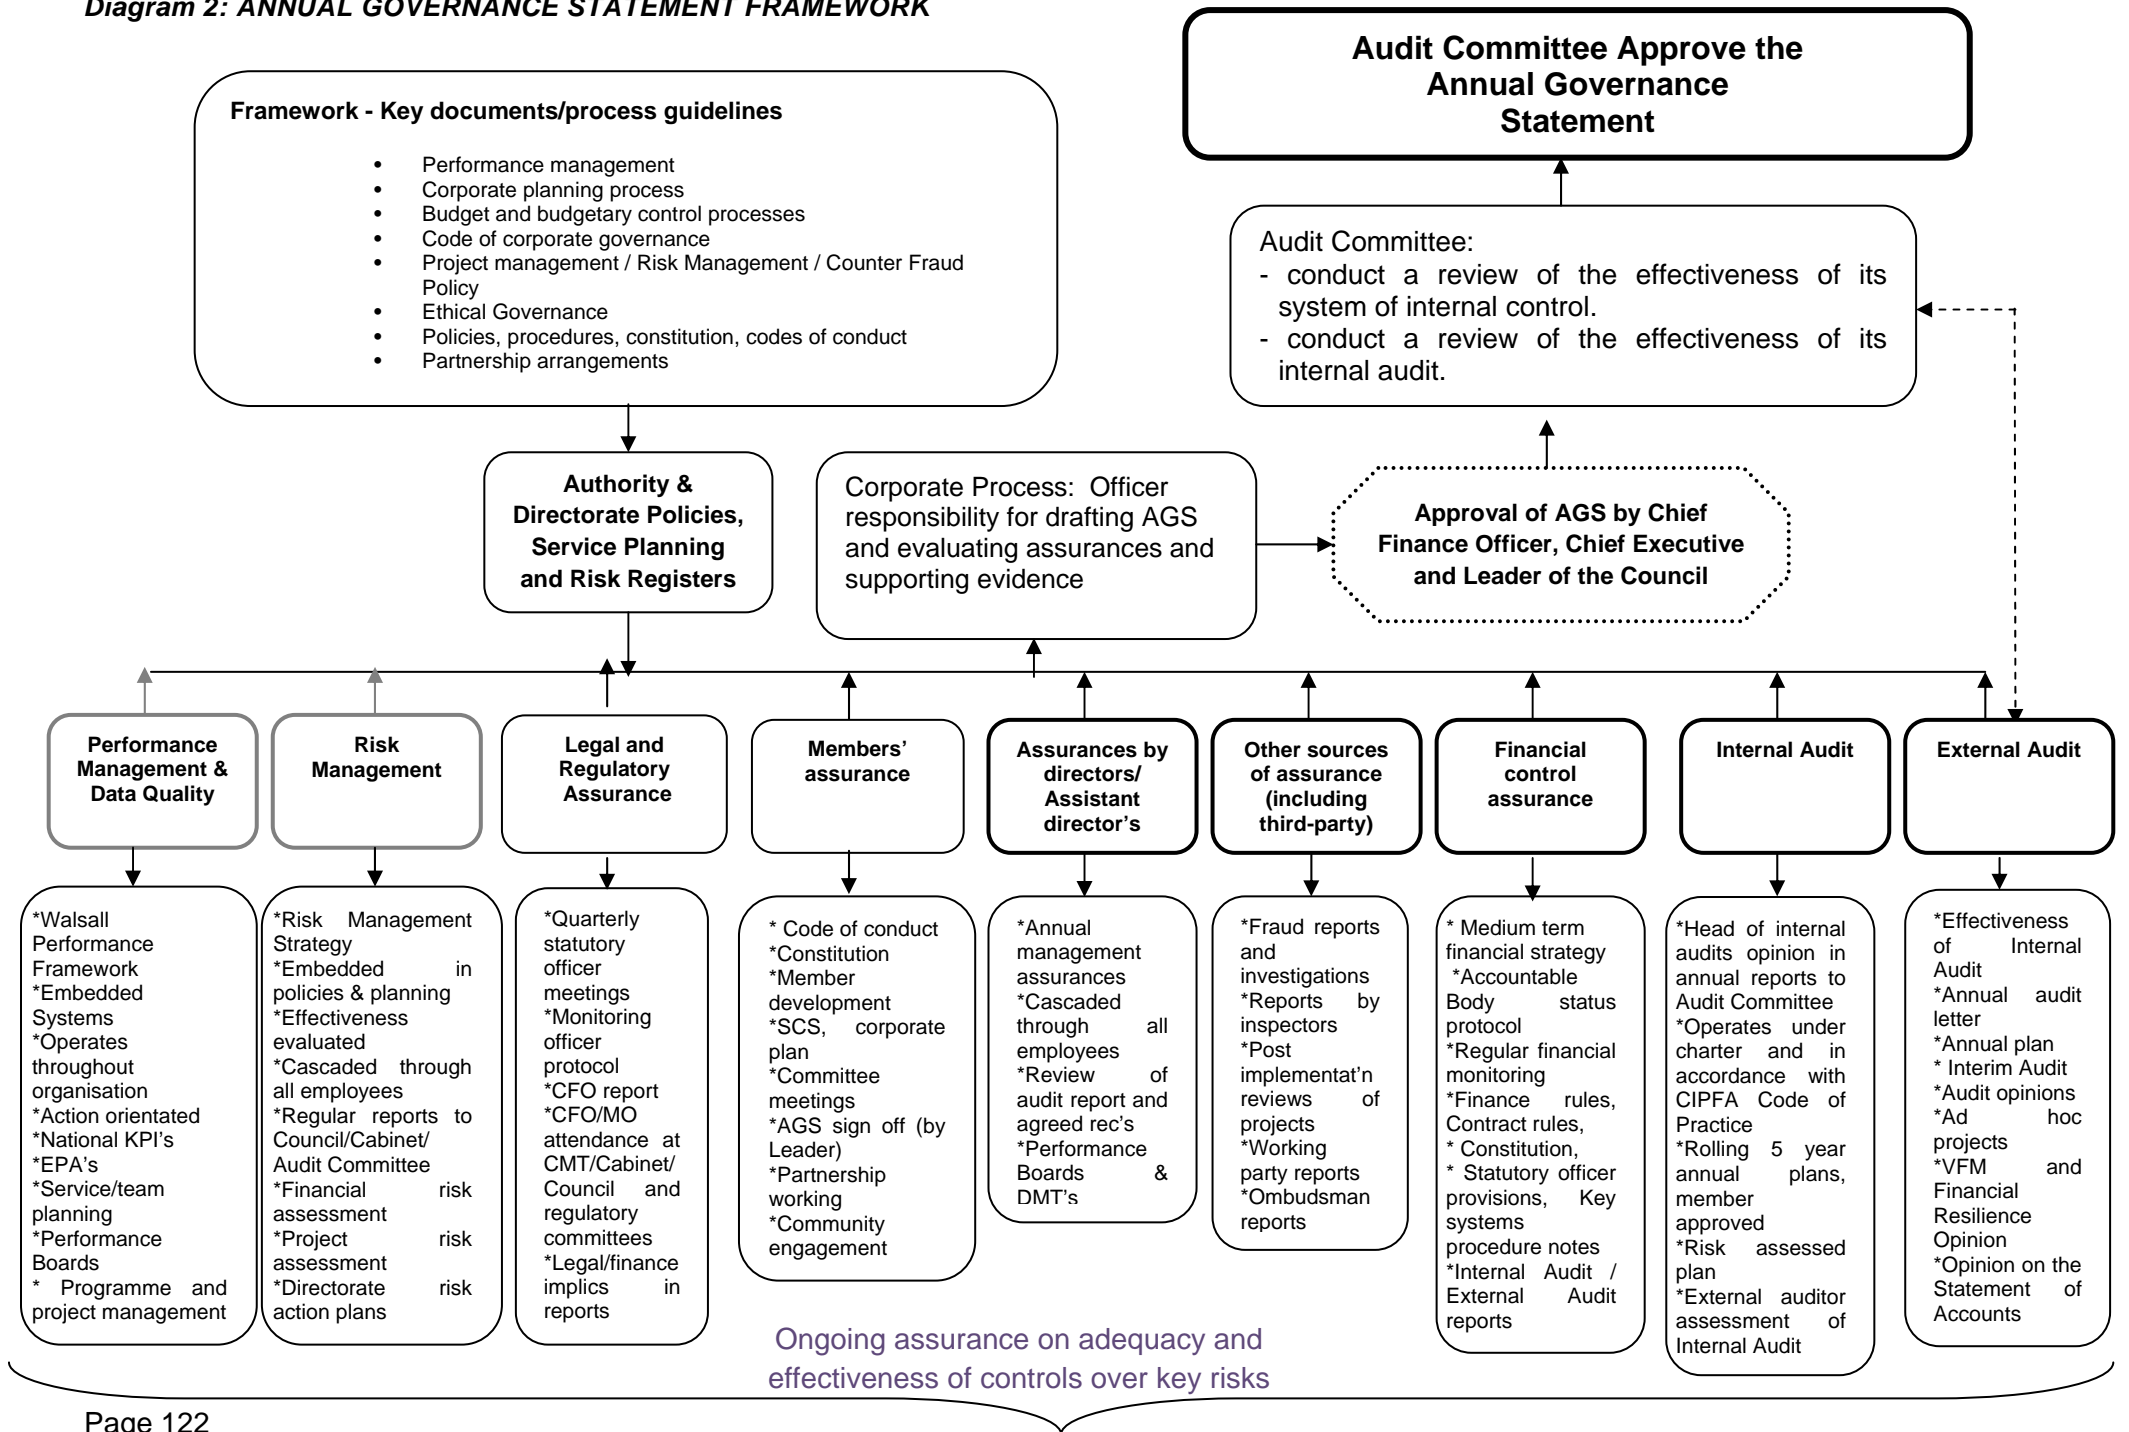 Diagram 2: ANNUAL GOVERNANCE STATEMENT FRAMEWORK
Audit Committee Approve the
Annual Governance
Statement
Framework - Key documents/process guidelines
• Performance management
• Corporate planning process
• Budget and budgetary control processes
• Code of corporate governance
• Project management / Risk Management / Counter Fraud
Policy
• Ethical Governance
• Policies, procedures, constitution, codes of conduct
• Partnership arrangements
Audit Committee:
- conduct a review of the effectiveness of its
system of internal control.
- conduct a review of the effectiveness of its
internal audit.
Authority &
Directorate Policies,
Service Planning
and Risk Registers
Corporate Process: Officer
responsibility for drafting AGS
and evaluating assurances and
supporting evidence
Approval of AGS by Chief
Finance Officer, Chief Executive
and Leader of the Council
Performance
Management &
Data Quality
Risk
Management
Legal and
Regulatory
Assurance
Members’
assurance
Assurances by
directors/
Assistant
director’s
Other sources
of assurance
(including
third-party)
Financial
control
assurance
Internal Audit
External Audit
*Walsall
Performance
Framework
*Embedded
Systems
*Operates
throughout
organisation
*Action orientated
*National KPI’s
*EPA’s
*Service/team
planning
*Performance
Boards
* Programme and
project management
*Risk Management
Strategy
*Embedded in
policies & planning
*Effectiveness
evaluated
*Cascaded through
all employees
*Regular reports to
Council/Cabinet/
Audit Committee
*Financial risk
assessment
*Project risk
assessment
*Directorate risk
action plans
*Quarterly
statutory
officer
meetings
*Monitoring
officer
protocol
*CFO report
*CFO/MO
attendance at
CMT/Cabinet/
Council and
regulatory
committees
*Legal/finance
implics in
reports
* Code of conduct
*Constitution
*Member
development
*SCS, corporate
plan
*Committee
meetings
*AGS sign off (by
Leader)
*Partnership
working
*Community
engagement
*Annual
management
assurances
*Cascaded
through all
employees
*Review of
audit report and
agreed rec’s
*Performance
Boards &
DMT’s
*Fraud reports
and
investigations
*Reports by
inspectors
*Post
implementat’n
reviews of
projects
*Working
party reports
*Ombudsman
reports
* Medium term
financial strategy
*Accountable
Body status
protocol
*Regular financial
monitoring
*Finance rules,
Contract rules,
* Constitution,
* Statutory officer
provisions, Key
systems
procedure notes
*Internal Audit /
External Audit
reports
*Head of internal
audits opinion in
annual reports to
Audit Committee
*Operates under
charter and in
accordance with
CIPFA Code of
Practice
*Rolling 5 year
annual plans,
member
approved
*Risk assessed
plan
*External auditor
assessment of
Internal Audit
*Effectiveness
of Internal
Audit
*Annual audit
letter
*Annual plan
* Interim Audit
*Audit opinions
*Ad hoc
projects
*VFM and
Financial
Resilience
Opinion
*Opinion on the
Statement of
Accounts
Ongoing assurance on adequacy and
effectiveness of controls over key risks
Page 122